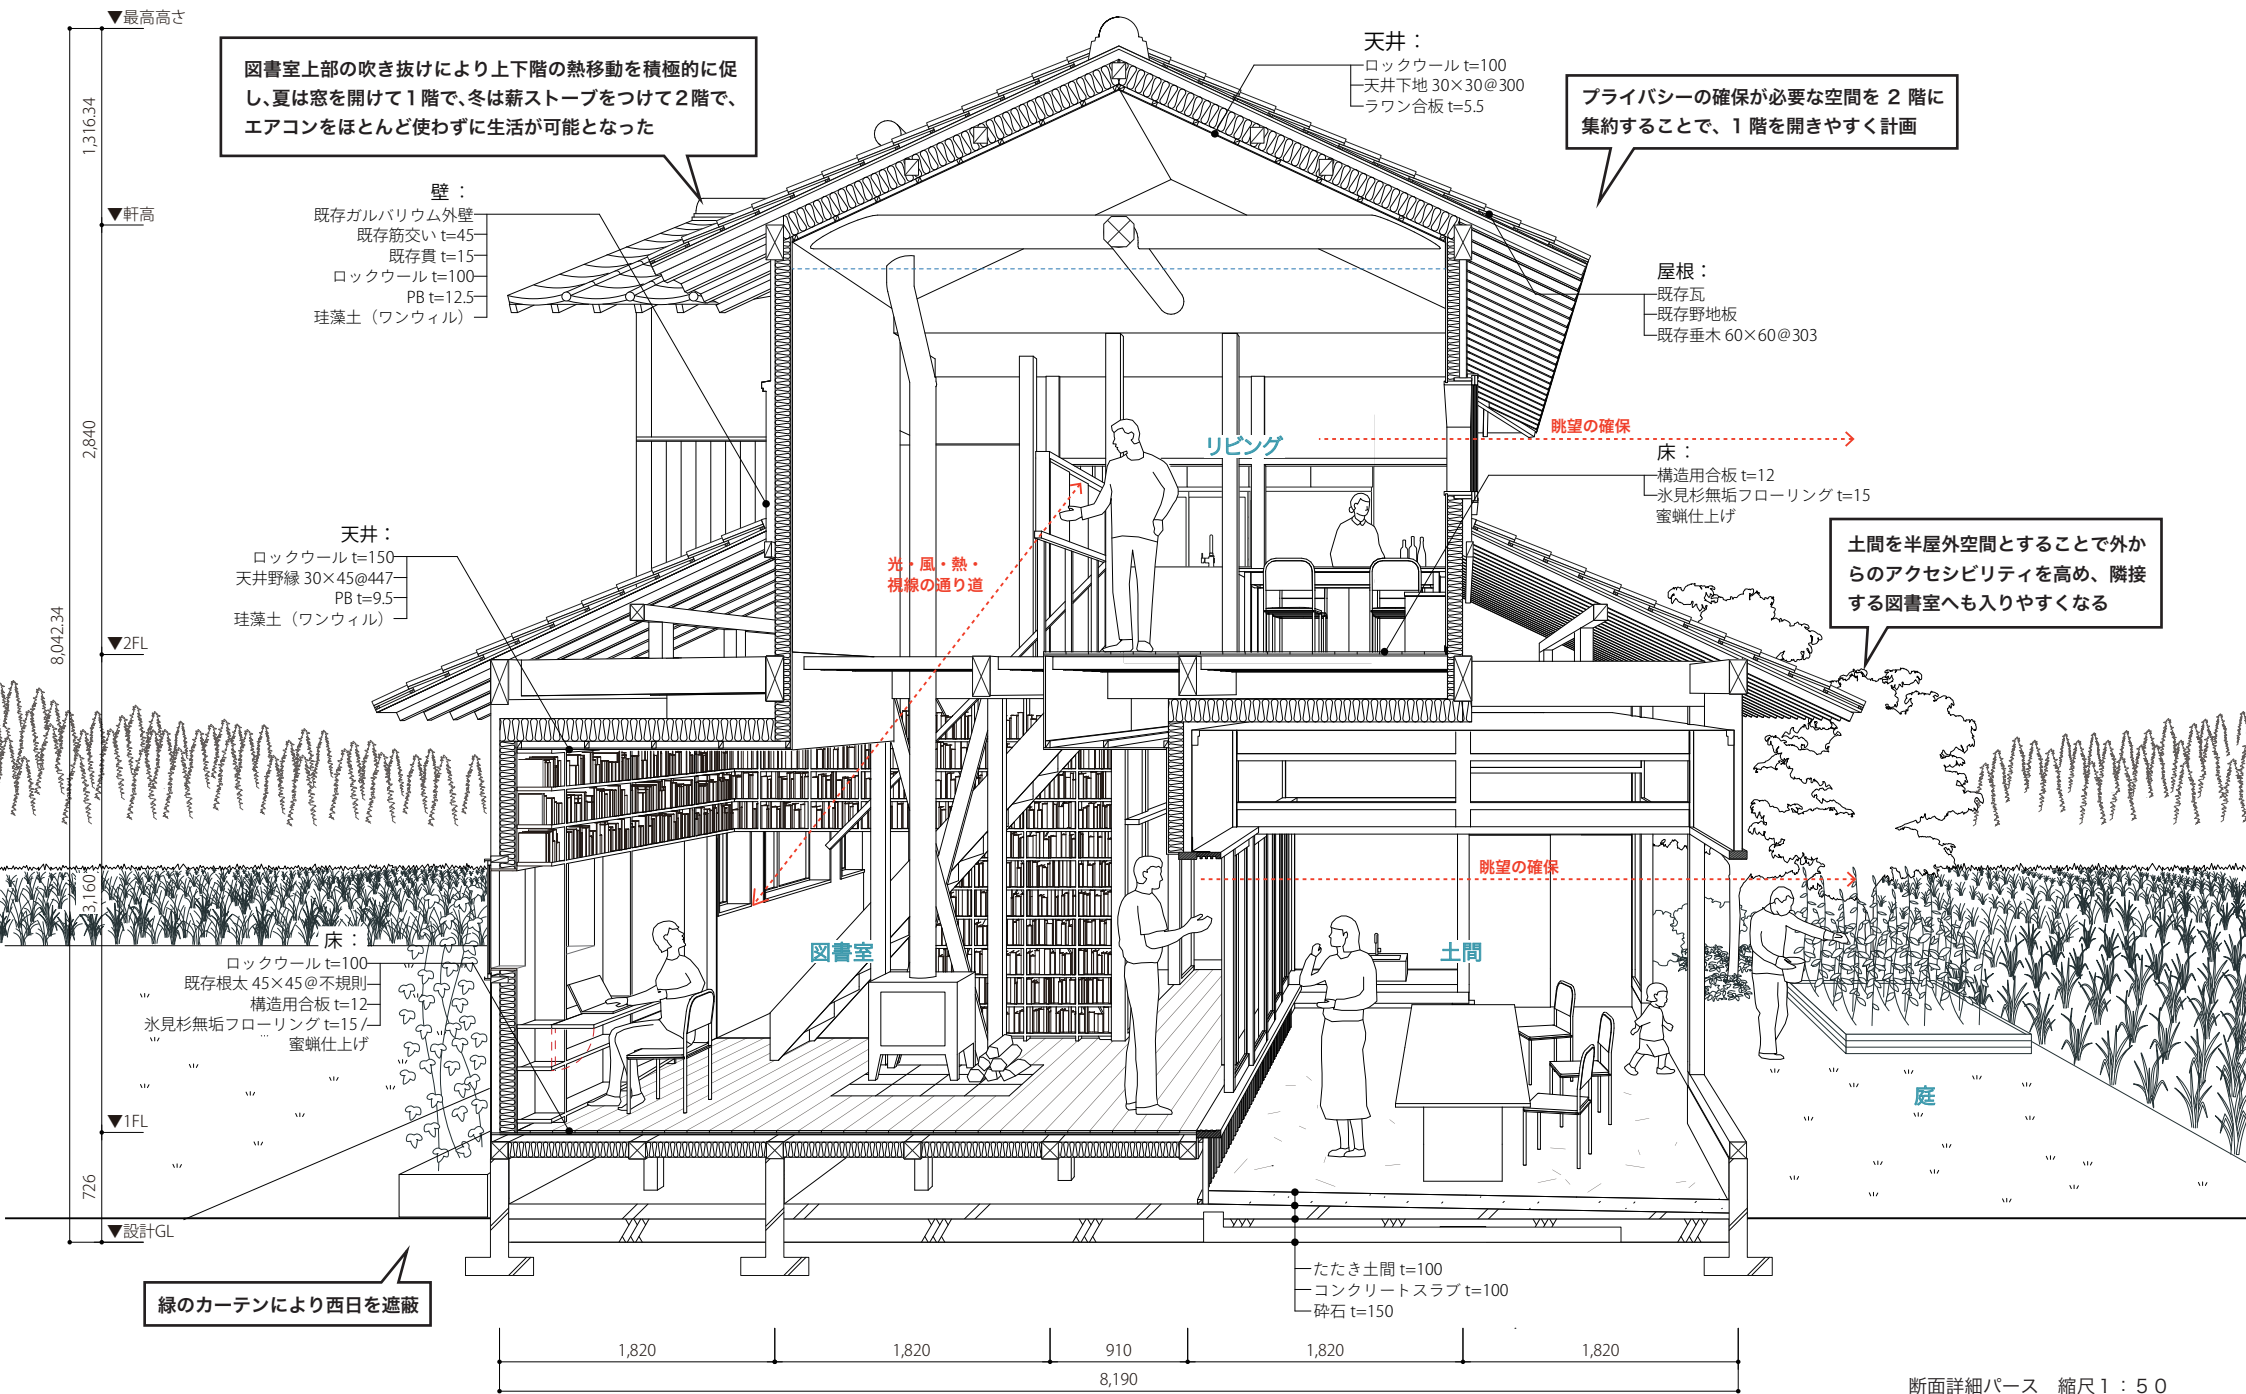 ▼最高高さ
図書室上部の吹き抜けにより上下階の熱移動を積極的に促
し、夏は窓を開けて1階で、冬は薪ストーブをつけて2階で、
エアコンをほとんど使わずに生活が可能となった
天井：
ロックウール t=100
天井下地 30×30@300
ラワン合板 t=5.5
プライバシーの確保が必要な空間を 2 階に
集約することで、1 階を開きやすく計画
1,316.34
壁：
既存ガルバリウム外壁
既存筋交い t=45
既存貫 t=15
ロックウール t=100
PB t=12.5
珪藻土（ワンウィル）
▼軒高
屋根：
既存瓦
既存野地板
既存垂木 60×60@303
2,840
リビング
眺望の確保
床：
構造用合板 t=12
氷見杉無垢フローリング t=15
蜜蝋仕上げ
天井：
ロックウール t=150
天井野縁 30×45@447
PB t=9.5
珪藻土（ワンウィル）
光・風・熱・
視線の通り道
土間を半屋外空間とすることで外か
らのアクセシビリティを高め、隣接
する図書室へも入りやすくなる
8,042.34
▼2FL
3,160
眺望の確保
床：
ロックウール t=100
既存根太 45×45@不規則
構造用合板 t=12
氷見杉無垢フローリング t=15 /
蜜蝋仕上げ
図書室
土間
庭
▼1FL
726
▼設計GL
緑のカーテンにより西日を遮蔽
たたき土間 t=100
コンクリートスラブ t=100
砕石 t=150
1,820
1,820
910
1,820
1,820
8,190
断面詳細パース　縮尺1：50